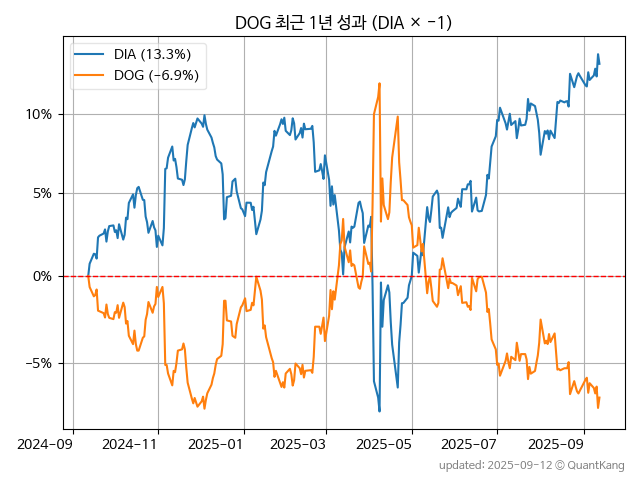 DOG 최근 1년 성과 (DIA × −1)
DIA (13.3%)
DOG (−6.9%)
10%
5%
0%
−5%
2024−09
2024−11
2025−01
2025−03
2025−05
2025−07
2025−09
updated: 2025−09−12 © QuantKang